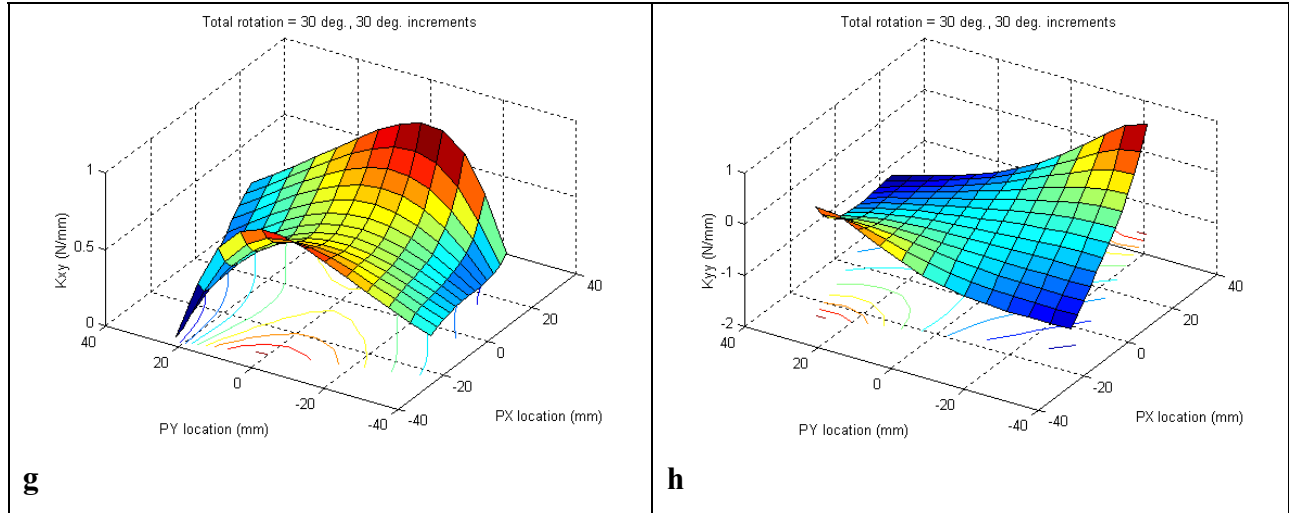 Total rotation = 30 deg., 30 deg. increments
1
0.5
0
Kxy (N/mm)
40
20
0
-20
-40
PY location (mm)
-40
-20
0
20
40
PX location (mm)
g
Total rotation = 30 deg., 30 deg. increments
1
0
-1
-2
Kyy (N/mm)
40
20
0
-20
-40
PY location (mm)
-40
-20
0
20
40
PX location (mm)
h